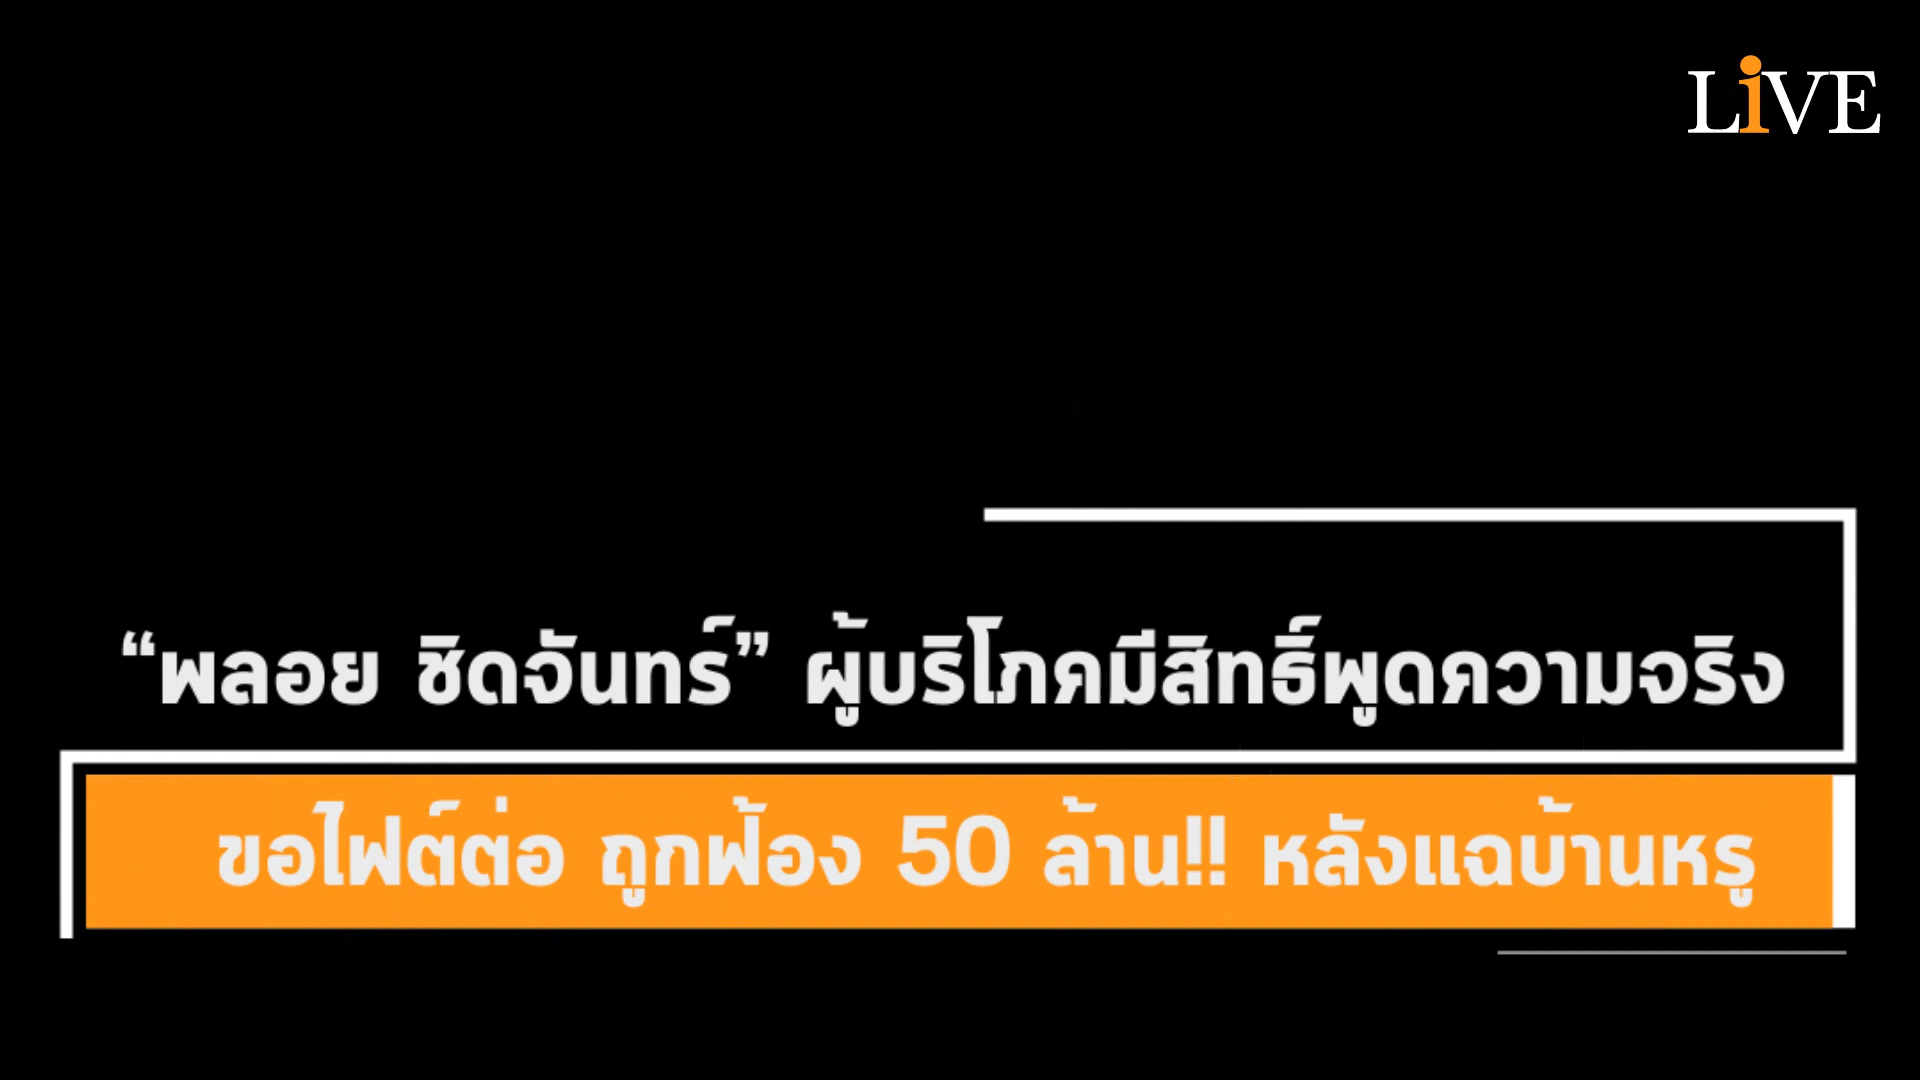 LiVE
“พลอย ชิดจันทร์” ผู้บริโภคมีสิทธิ์พูดความจริง
ขอไฟต์ต่อ ถูกฟ้อง 50 ล้าน!! หลังแฉบ้านหรู